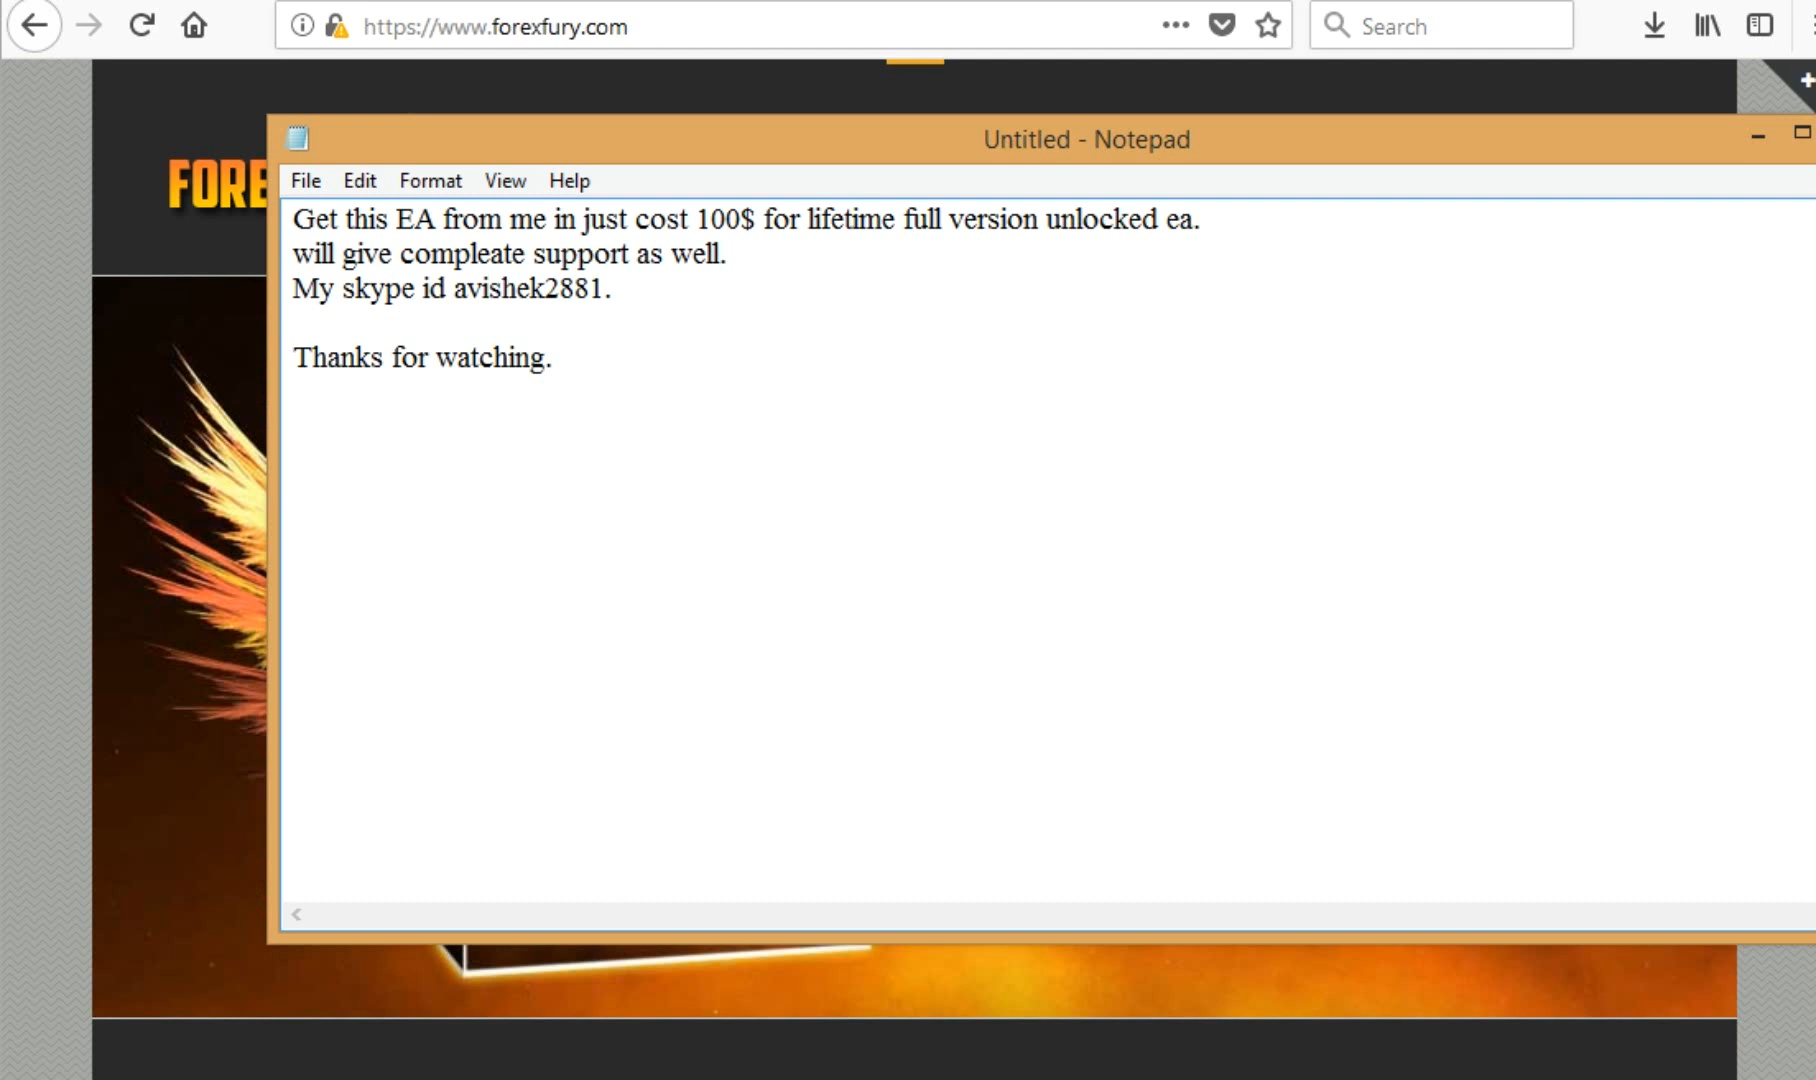 https://www.forexfury.com
Search
FORE
Untitled - Notepad
File Edit Format View Help
Get this EA from me in just cost 100$ for lifetime full version unlocked ea.
will give compleate support as well.
My skype id avishek2881.
Thanks for watching.